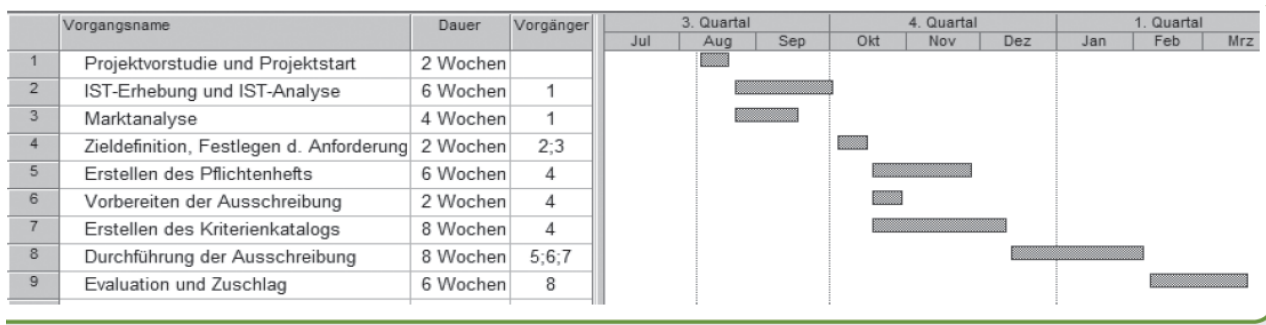 Vorgangsname Dauer Vorgänger 3. Quartal 4. Quartal 1. Quartal
Jul Aug Sep Okt Nov Dez Jan Feb Mrz
1 Projektvorstudie und Projektstart 2 Wochen
2 IST-Erhebung und IST-Analyse 6 Wochen 1
3 Marktanalyse 4 Wochen 1
4 Zieldefinition, Festlegen d. Anforderung 2 Wochen 2;3
5 Erstellen des Pflichtenhefts 6 Wochen 4
6 Vorbereiten der Ausschreibung 2 Wochen 4
7 Erstellen des Kriterienkatalogs 8 Wochen 4
8 Durchführung der Ausschreibung 8 Wochen 5;6;7
9 Evaluation und Zuschlag 6 Wochen 8